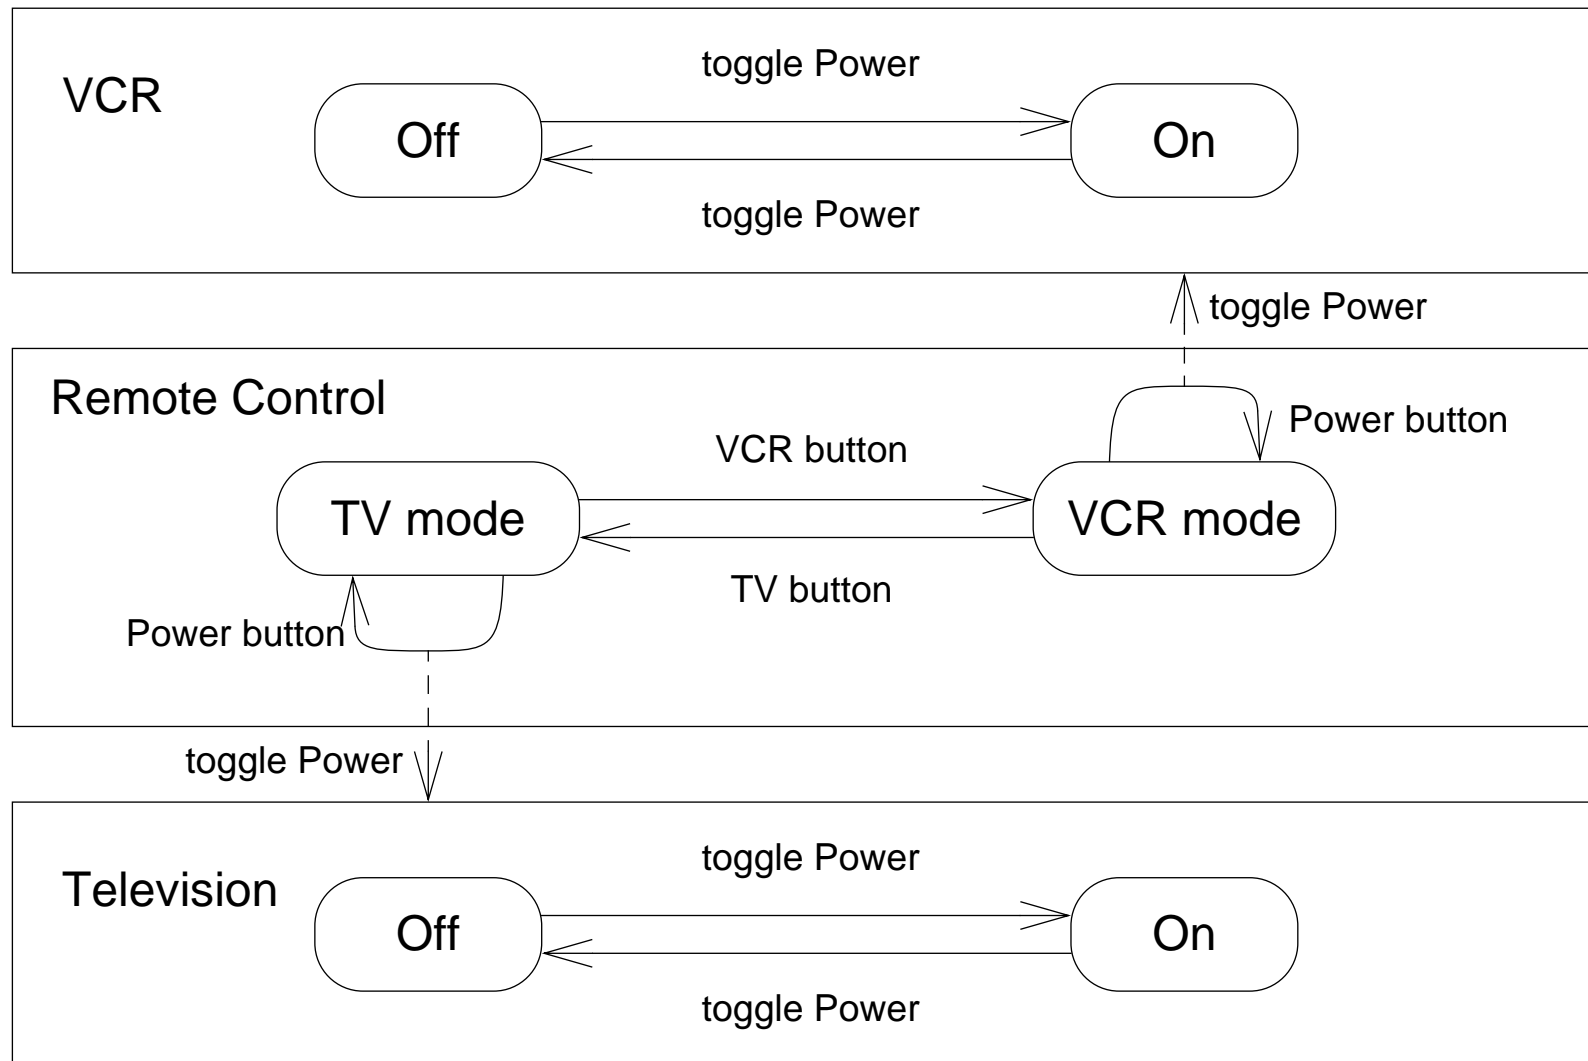 toggle Power
VCR
Off
On
toggle Power
toggle Power
Remote Control
Power button
VCR button
TV mode
VCR mode
TV button
Power button
toggle Power
toggle Power
Television
Off
On
toggle Power